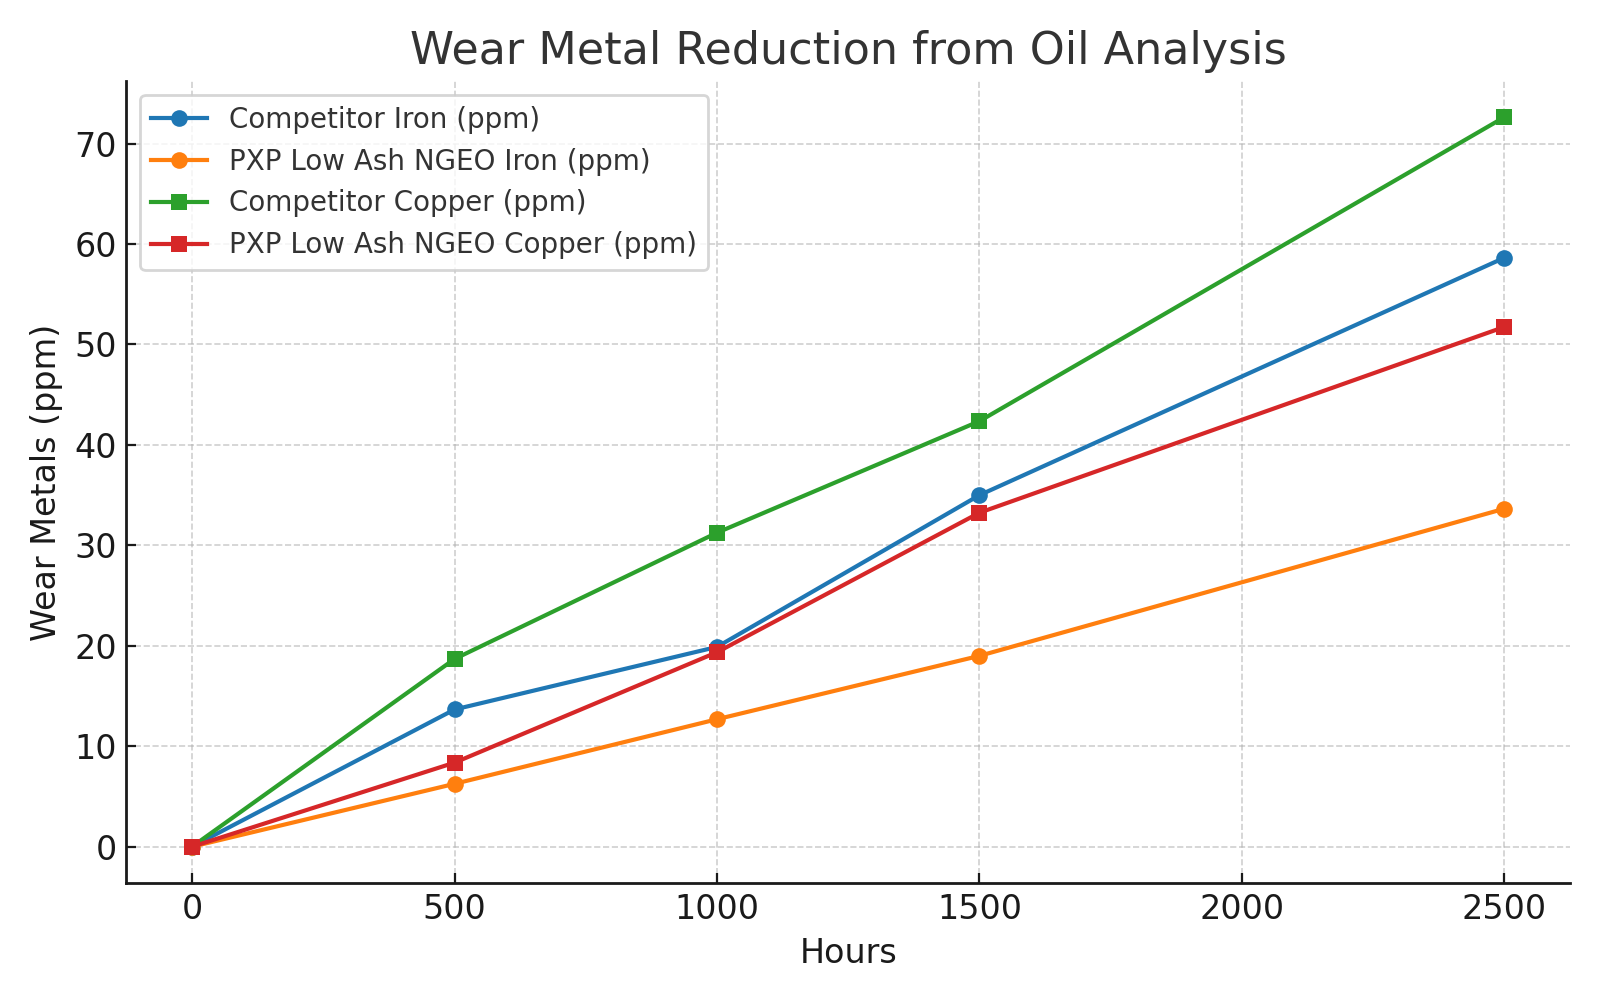 Wear Metal Reduction from Oil Analysis
Competitor Iron (ppm)
PXP Low Ash NGEO Iron (ppm)
Competitor Copper (ppm)
PXP Low Ash NGEO Copper (ppm)
Wear Metals (ppm)
70
60
50
40
30
20
10
0
0 500 1000 1500 2000 2500
Hours